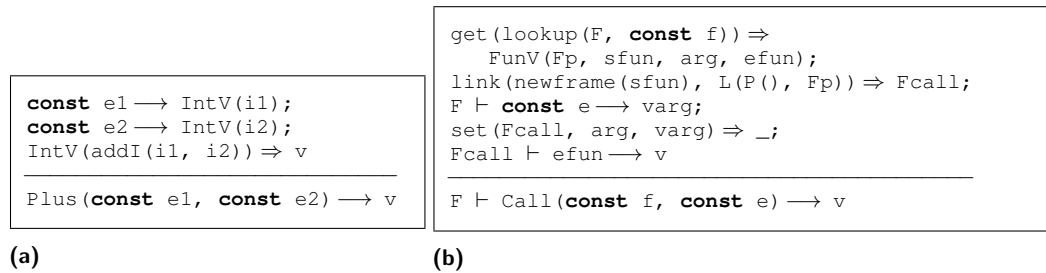 const e1 ⟶ IntV(i1);
const e2 ⟶ IntV(i2);
IntV(addI(i1, i2)) ⇒ v
Plus(const e1, const e2) ⟶ v
(a)
get(lookup(F, const f)) ⇒
FunV(Fp, sfun, arg, efun);
link(newframe(sfun), L(P(), Fp)) ⇒ Fcall;
F ⊢ const e ⟶ varg;
set(Fcall, arg, varg) ⇒ _;
Fcall ⊢ efun ⟶ v
F ⊢ Call(const f, const e) ⟶ v
(b)